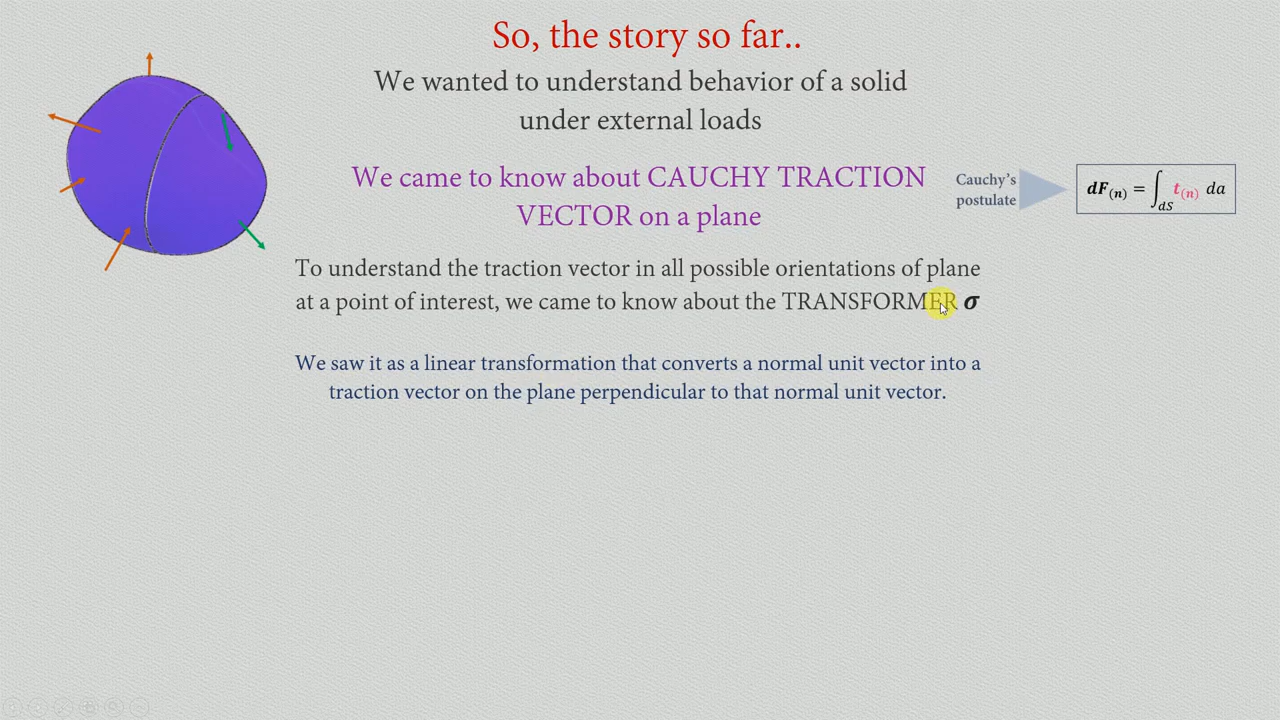 So, the story so far..
We wanted to understand behavior of a solid
under external loads
We came to know about CAUCHY TRACTION
VECTOR on a plane
Cauchy's
postulate
dF(n) = ∫dS t(n) da
To understand the traction vector in all possible orientations of plane
at a point of interest, we came to know about the TRANSFORMER σ
We saw it as a linear transformation that converts a normal unit vector into a
traction vector on the plane perpendicular to that normal unit vector.